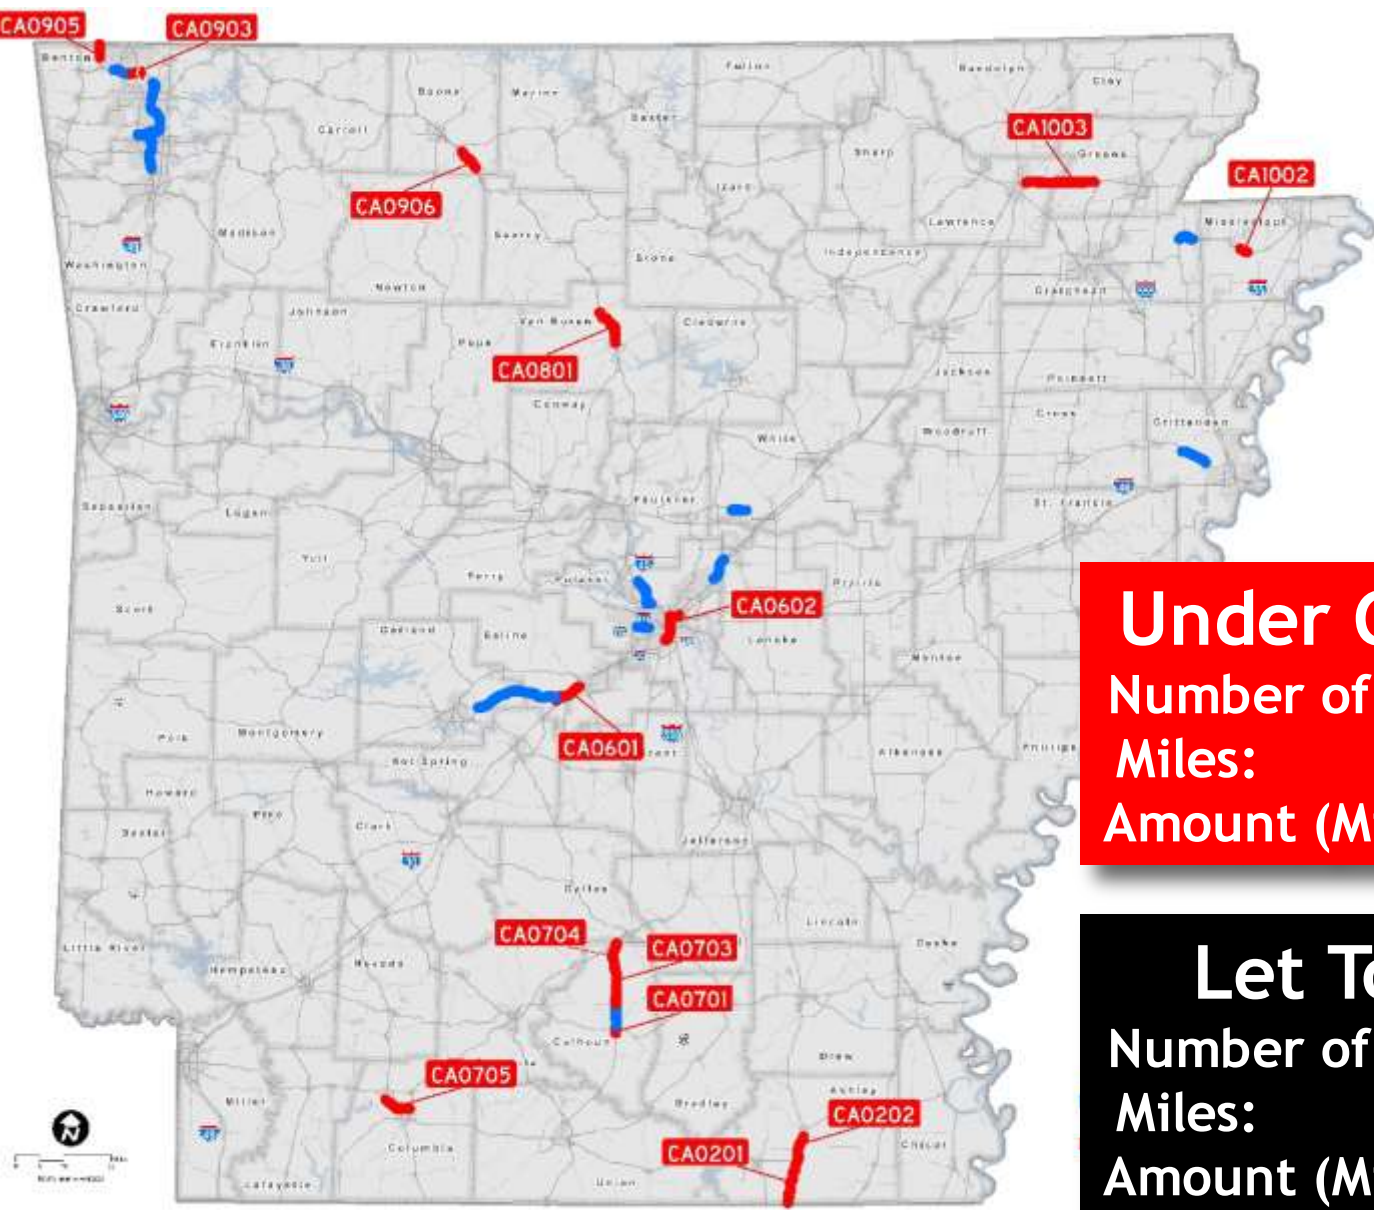 CA0905
CA0903
Benton
Fulton
Randolph
Clay
Boone
Marion
Baxter
Carroll
CA1003
Sharp
Greene
CA1002
Izard
CA0906
Lawrence
Mississippi
Madison
Searcy
Stone
Independence
Washington
Newton
Craighead
Crawford
Johnson
Van Buren
Cleburne
Franklin
Pope
CA0801
Jackson
Poinsett
Conway
Cross
Crittenden
White
Woodruff
Faulkner
Sebastian
Logan
St. Francis
Yell
Perry
Pulaski
Prairie
Scott
CA0602
Under C
Garland
Saline
Lonoke
Monroe
Number of
Polk
Montgomery
CA0601
Arkansas
Phillips
Miles:
Hot Spring
Howard
Pike
Clark
Amount (M
Sevier
Jefferson
Dallas
Lincoln
CA0704
CA0703
Desha
Little River
Hempstead
Nevada
Let To
CA0701
Calhoun
Drew
Number of
CA0705
Miller
Bradley
Ashley
CA0202
Miles:
Columbia
CA0201
Chicot
Lafayette
Union
Amount (M